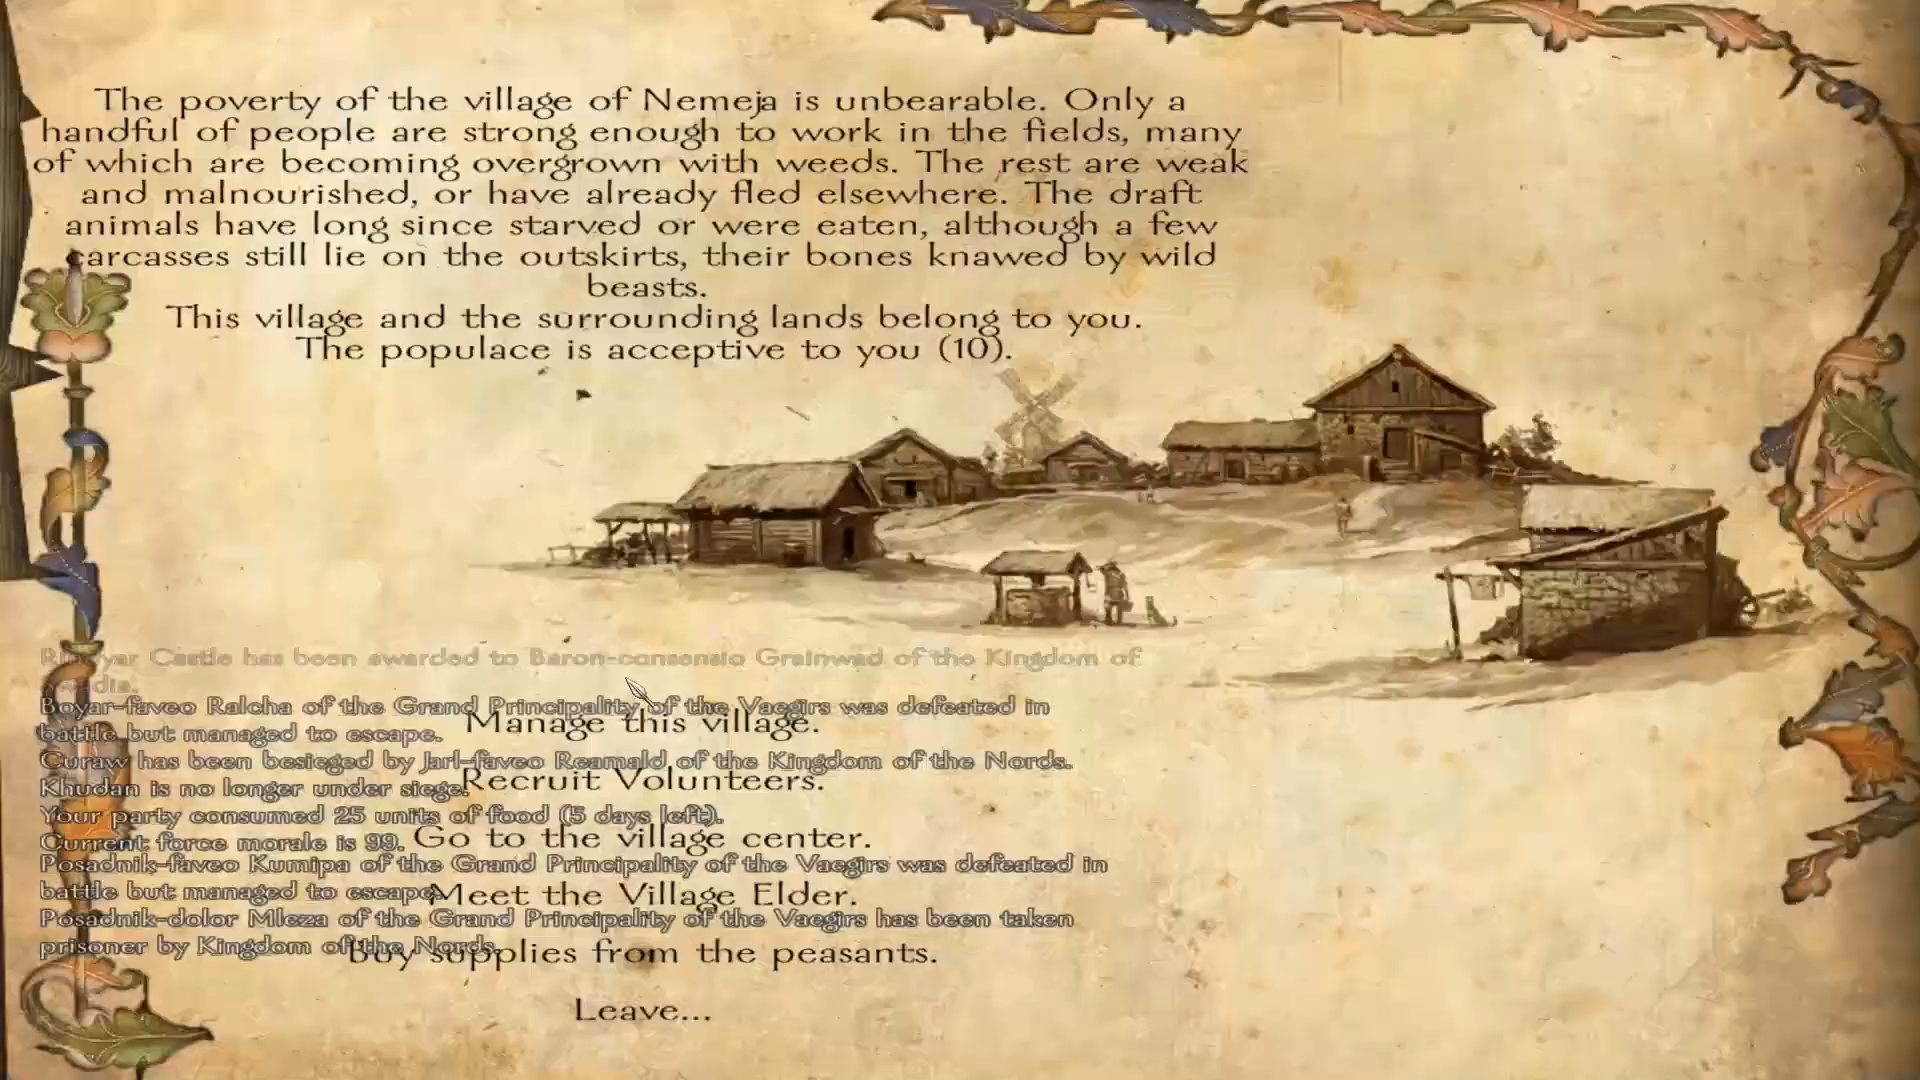 The poverty of the village of Nemeja is unbearable. Only a
handful of people are strong enough to work in the fields, many
of which are becoming overgrown with weeds. The rest are weak
and malnourished, or have already fled elsewhere. The draft
animals have long since starved or were eaten, although a few
carcasses still lie on the outskirts, their bones knawed by wild
beasts.
This village and the surrounding lands belong to you.
The populace is acceptive to you (10).
Castle has been awarded to Baron-consensio Grainwad of the Kingdom of
Boyar-faveo Ralcha of the Grand Principality of the Vaegirs was defeated in
battle but managed to escape.
Manage this village.
Curaw has been besieged by Jarl-faveo Reamald of the Kingdom of the Nords.
Khudan is no longer under siege.
Recruit Volunteers.
Your party consumed 25 units of food (5 days left).
Current force morale is 99.
Go to the village center.
Posadnik-faveo Kumipa of the Grand Principality of the Vaegirs was defeated in
battle but managed to escape.
Meet the Village Elder.
Posadnik-dolor Mleza of the Grand Principality of the Vaegirs has been taken
prisoner by Kingdom of the Nords.
Buy supplies from the peasants.
Leave...